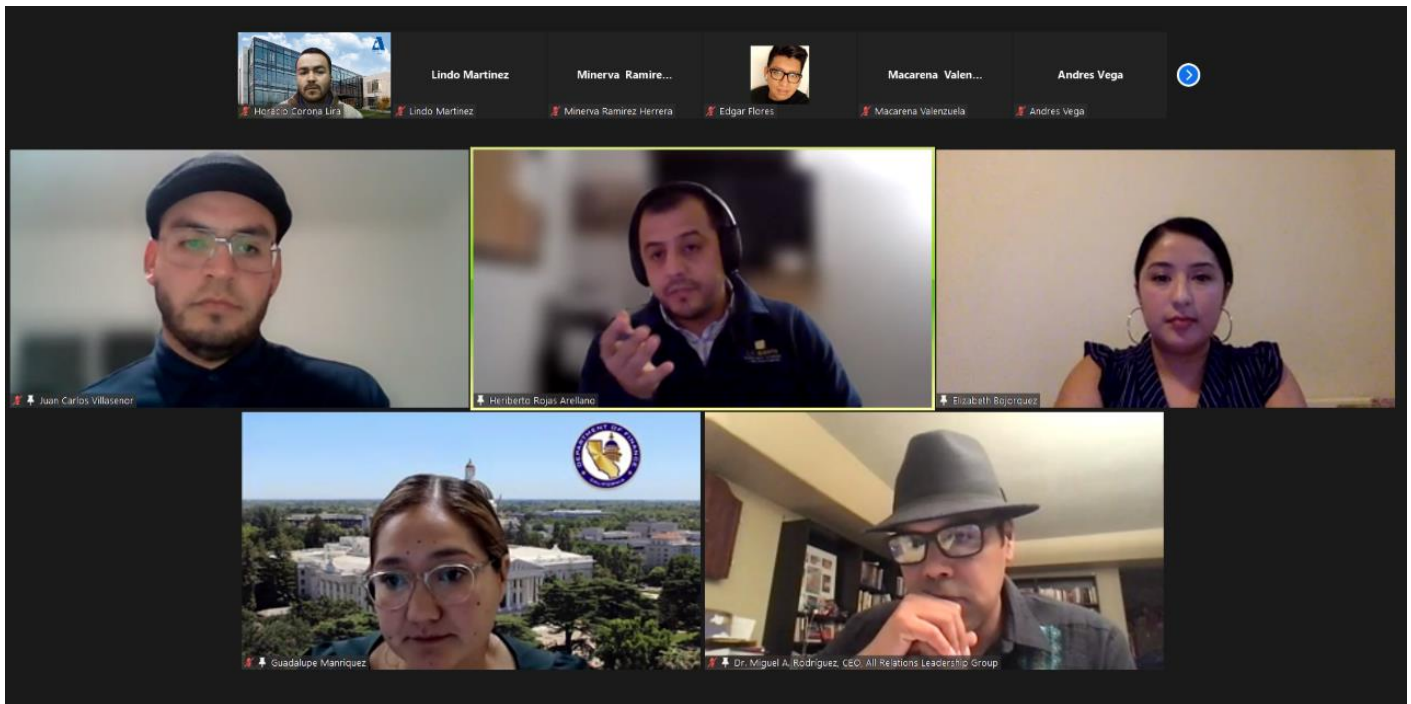 Lindo Martinez
Minerva Ramire...
Macarena Valen...
Andres Vega
Horacio Corona Lira
Lindo Martinez
Minerva Ramirez Herrera
Edgar Flores
Macarena Valenzuela
Andres Vega
Juan Carlos Villasenor
Heriberto Rojas Arellano
Elizabeth Bojorquez
DEPARTMENT OF FINANCE
CALIFORNIA
Guadalupe Manriquez
Dr. Miguel A. Rodríguez, CEO, All Relations Leadership Group